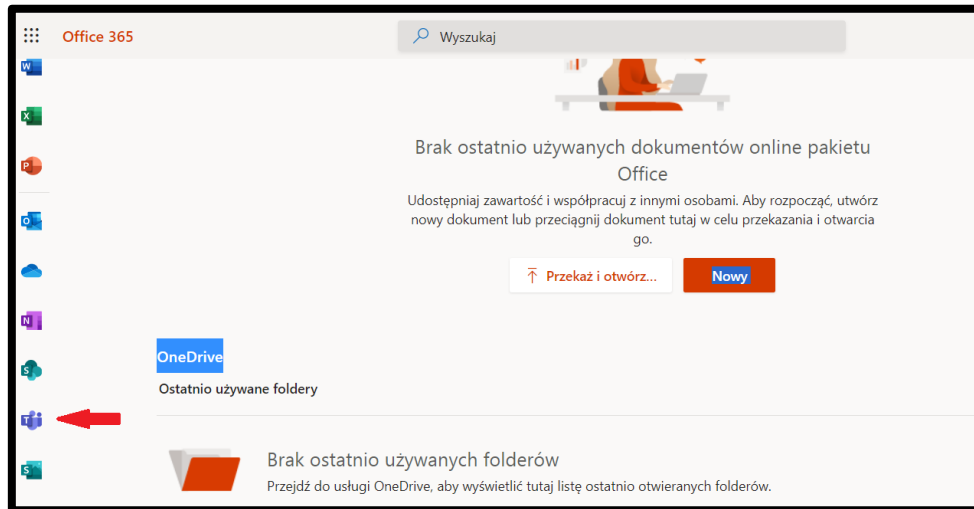 Office 365
Wyszukaj
Brak ostatnio używanych dokumentów online pakietu
Office
Udostępniaj zawartość i współpracuj z innymi osobami. Aby rozpocząć, utwórz
nowy dokument lub przeciągnij dokument tutaj w celu przekazania i otwarcia
go.
Przekaż i otwórz... Nowy
OneDrive
Ostatnio używane foldery
Brak ostatnio używanych folderów
Przejdź do usługi OneDrive, aby wyświetlić tutaj listę ostatnio otwieranych folderów.